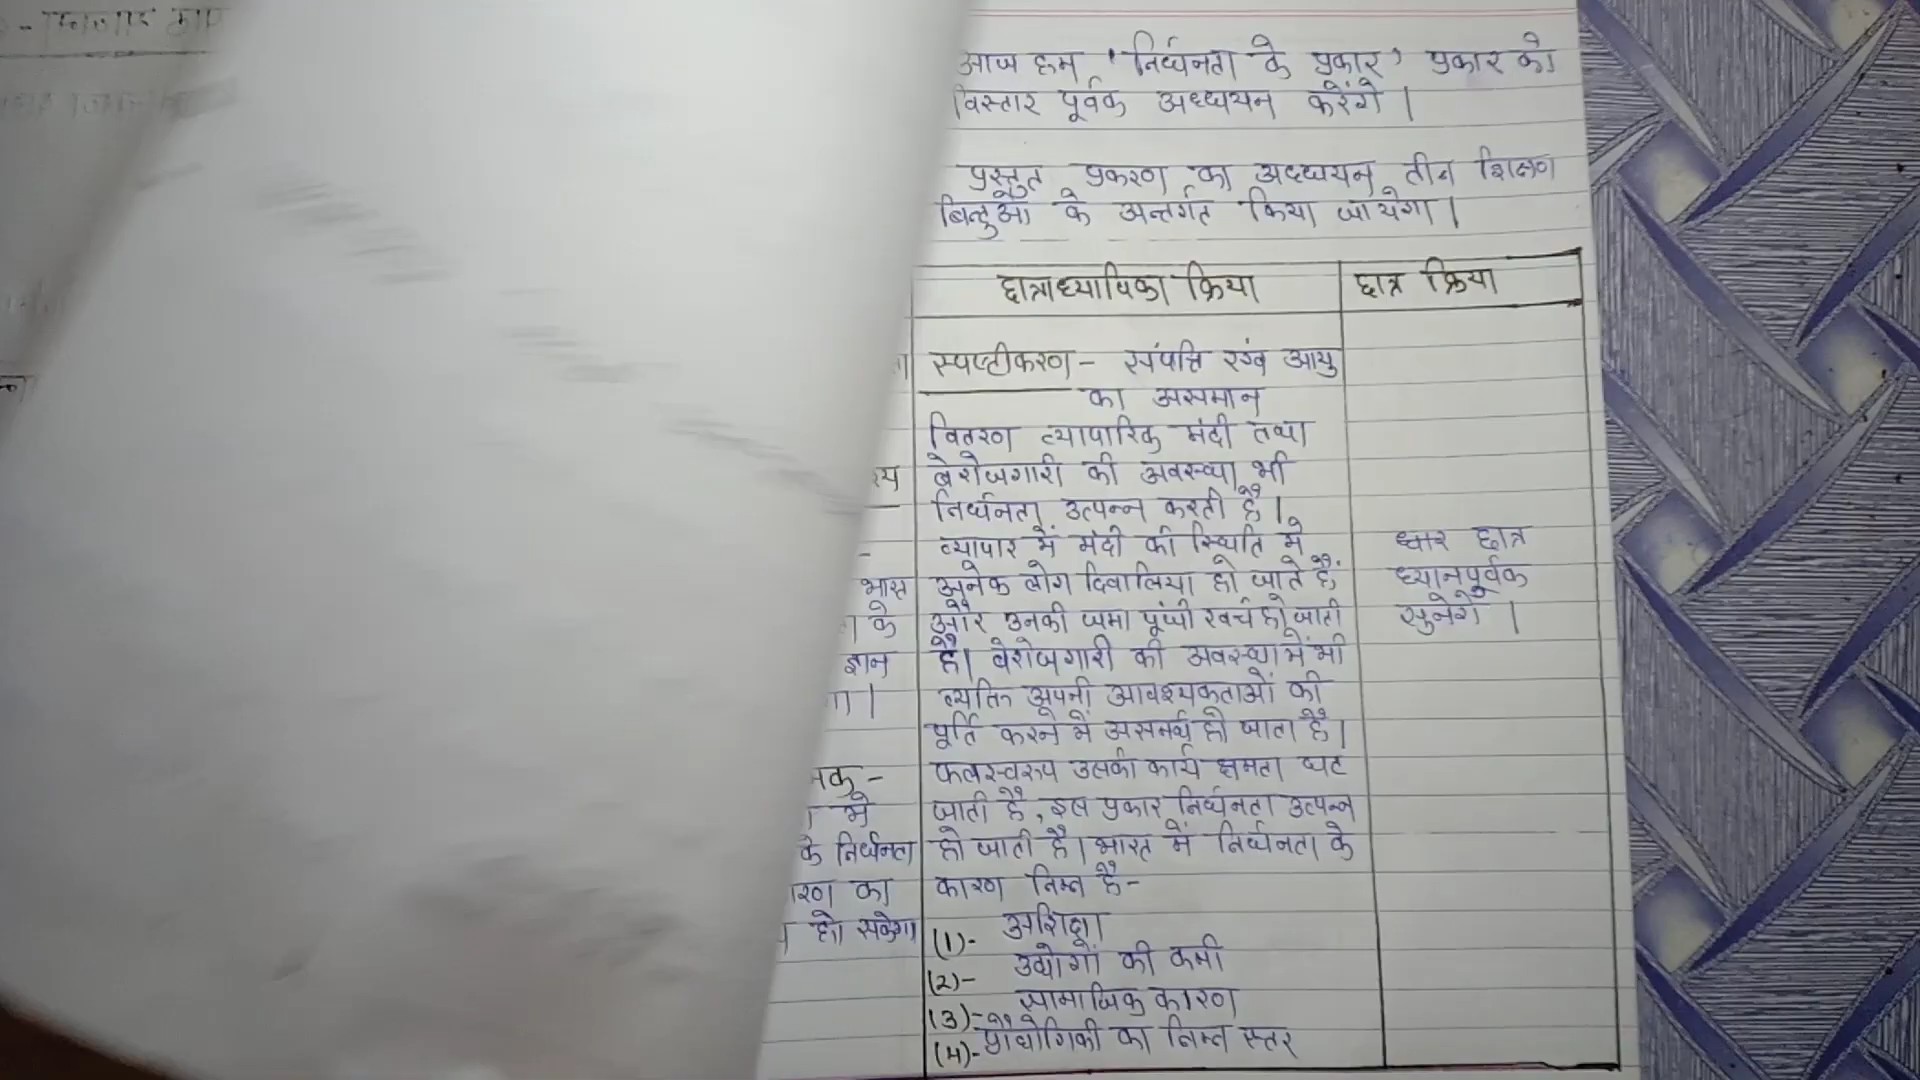 आज हम 'निर्धनता के प्रकार' प्रकार को
विस्तार पूर्वक अध्ध्यन करेंगे।
प्रस्तुत प्रकरण का अध्ध्ययन तीन शिक्षण
बिन्दुओं के अन्तर्गत किया जायेगा।
छात्राध्यापिका क्रिया
छात्र क्रिया
स्पष्टीकरण - संपत्ति एवं आयु
का असमान
वितरण व्यापारिक मंदी तथा
बेरोजगारी की अवस्था भी
निर्धनता उत्पन्न करती है।
व्यापार में मंदी की स्थिति मे
अनेक लोग दिवालिया हो जाते है
और उनकी जमा पूंजी खर्च हो जाती
है। बेरोजगारी की अवस्था में भी
व्यक्ति अपनी आवश्यकताओं की
पूर्ति करने में असमर्थ हो जाता है।
फलस्वरूप उसकी कार्य क्षमता घट
जाती है, इस प्रकार निर्धनता उत्पन्न
हो जाती है। भारत में निर्धनता के
कारण निम्न है-
(1)- अशिक्षा
(2)- उद्योगों की कमी
(3)- सामाजिक कारण
(4)- प्रौद्योगिकी का निम्न स्तर
छात्र
ध्यानपूर्वक
सुनेगे।
के
ज्ञान
मे
के निर्धनता
का
हो सकेगा